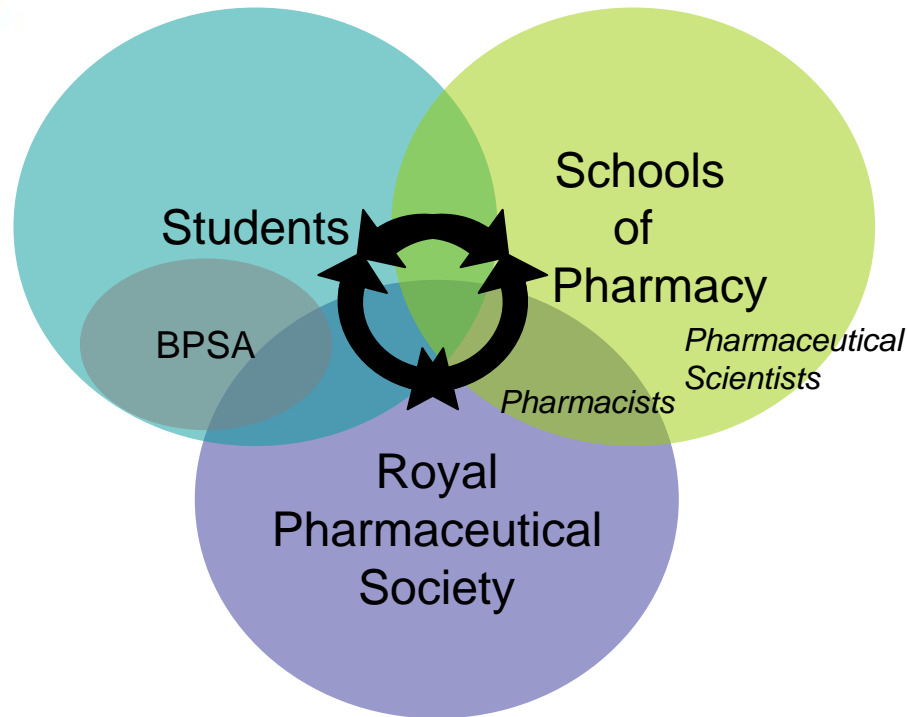 Students
BPSA
Schools
of
Pharmacy
Pharmaceutical
Scientists
Pharmacists
Royal
Pharmaceutical
Society